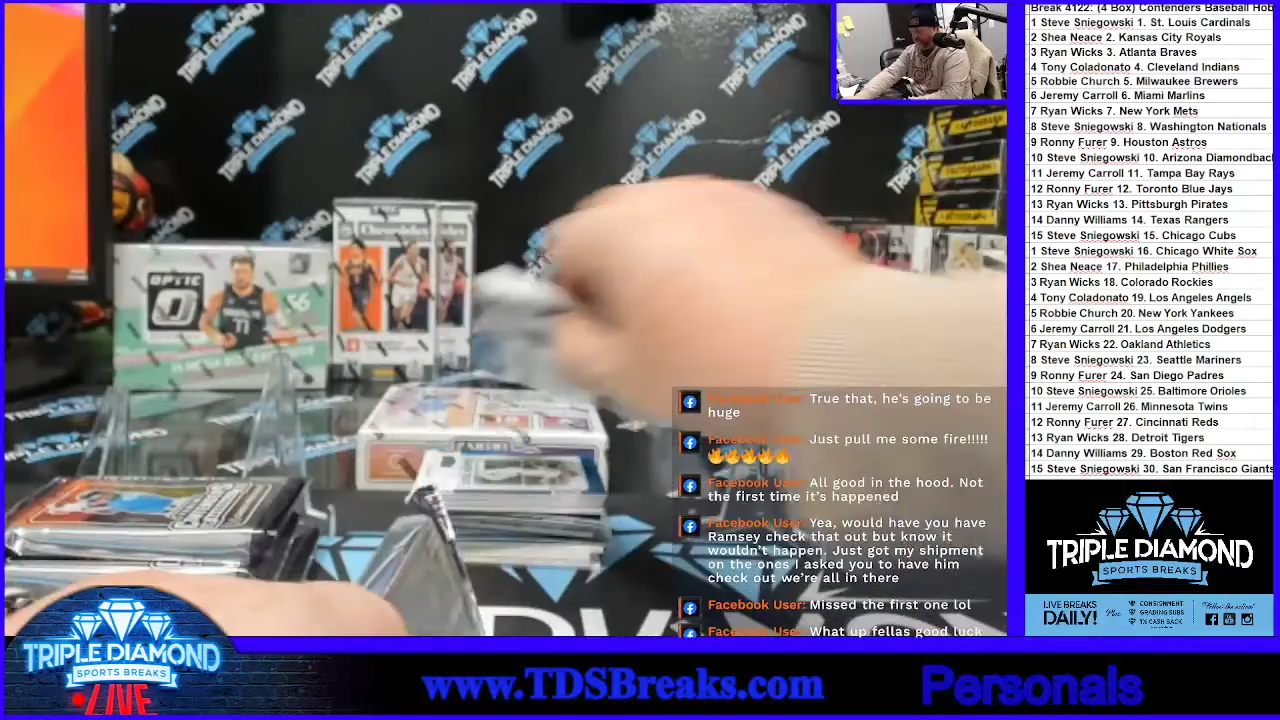 TRIPLE DIAMOND
OPTIC
Chronicles
PANINI
Facebook User: True that, he's going to be
huge
Facebook User: Just pull me some fire!!!!!
🔥🔥🔥🔥🔥
Facebook User: All good in the hood. Not
the first time it's happened
Facebook User: Yea, would have you have
Ramsey check that out but know it
wouldn't happen. Just got my shipment
on the ones I asked you to have him
check out we're all in there
Facebook User: Missed the first one lol
Facebook User: What up fellas good luck
Break 4122. (4 Box) Contenders Baseball Hob
1 Steve Sniegowski 1. St. Louis Cardinals
2 Shea Neace 2. Kansas City Royals
3 Ryan Wicks 3. Atlanta Braves
4 Tony Coladonato 4. Cleveland Indians
5 Robbie Church 5. Milwaukee Brewers
6 Jeremy Carroll 6. Miami Marlins
7 Ryan Wicks 7. New York Mets
8 Steve Sniegowski 8. Washington Nationals
9 Ronny Furer 9. Houston Astros
10 Steve Sniegowski 10. Arizona Diamondbac
11 Jeremy Carroll 11. Tampa Bay Rays
12 Ronny Furer 12. Toronto Blue Jays
13 Ryan Wicks 13. Pittsburgh Pirates
14 Danny Williams 14. Texas Rangers
15 Steve Sniegowski 15. Chicago Cubs
1 Steve Sniegowski 16. Chicago White Sox
2 Shea Neace 17. Philadelphia Phillies
3 Ryan Wicks 18. Colorado Rockies
4 Tony Coladonato 19. Los Angeles Angels
5 Robbie Church 20. New York Yankees
6 Jeremy Carroll 21. Los Angeles Dodgers
7 Ryan Wicks 22. Oakland Athletics
8 Steve Sniegowski 23. Seattle Mariners
9 Ronny Furer 24. San Diego Padres
10 Steve Sniegowski 25. Baltimore Orioles
11 Jeremy Carroll 26. Minnesota Twins
12 Ronny Furer 27. Cincinnati Reds
13 Ryan Wicks 28. Detroit Tigers
14 Danny Williams 29. Boston Red Sox
15 Steve Sniegowski 30. San Francisco Giants
TRIPLE DIAMOND
SPORTS BREAKS
LIVE BREAKS
DAILY! Plus
CONSIGNMENT
GRADING SUBS
1% CASH BACK
TRIPLE DIAMOND
SPORTS BREAKS
LIVE
www.TDSBreaks.com
Personals